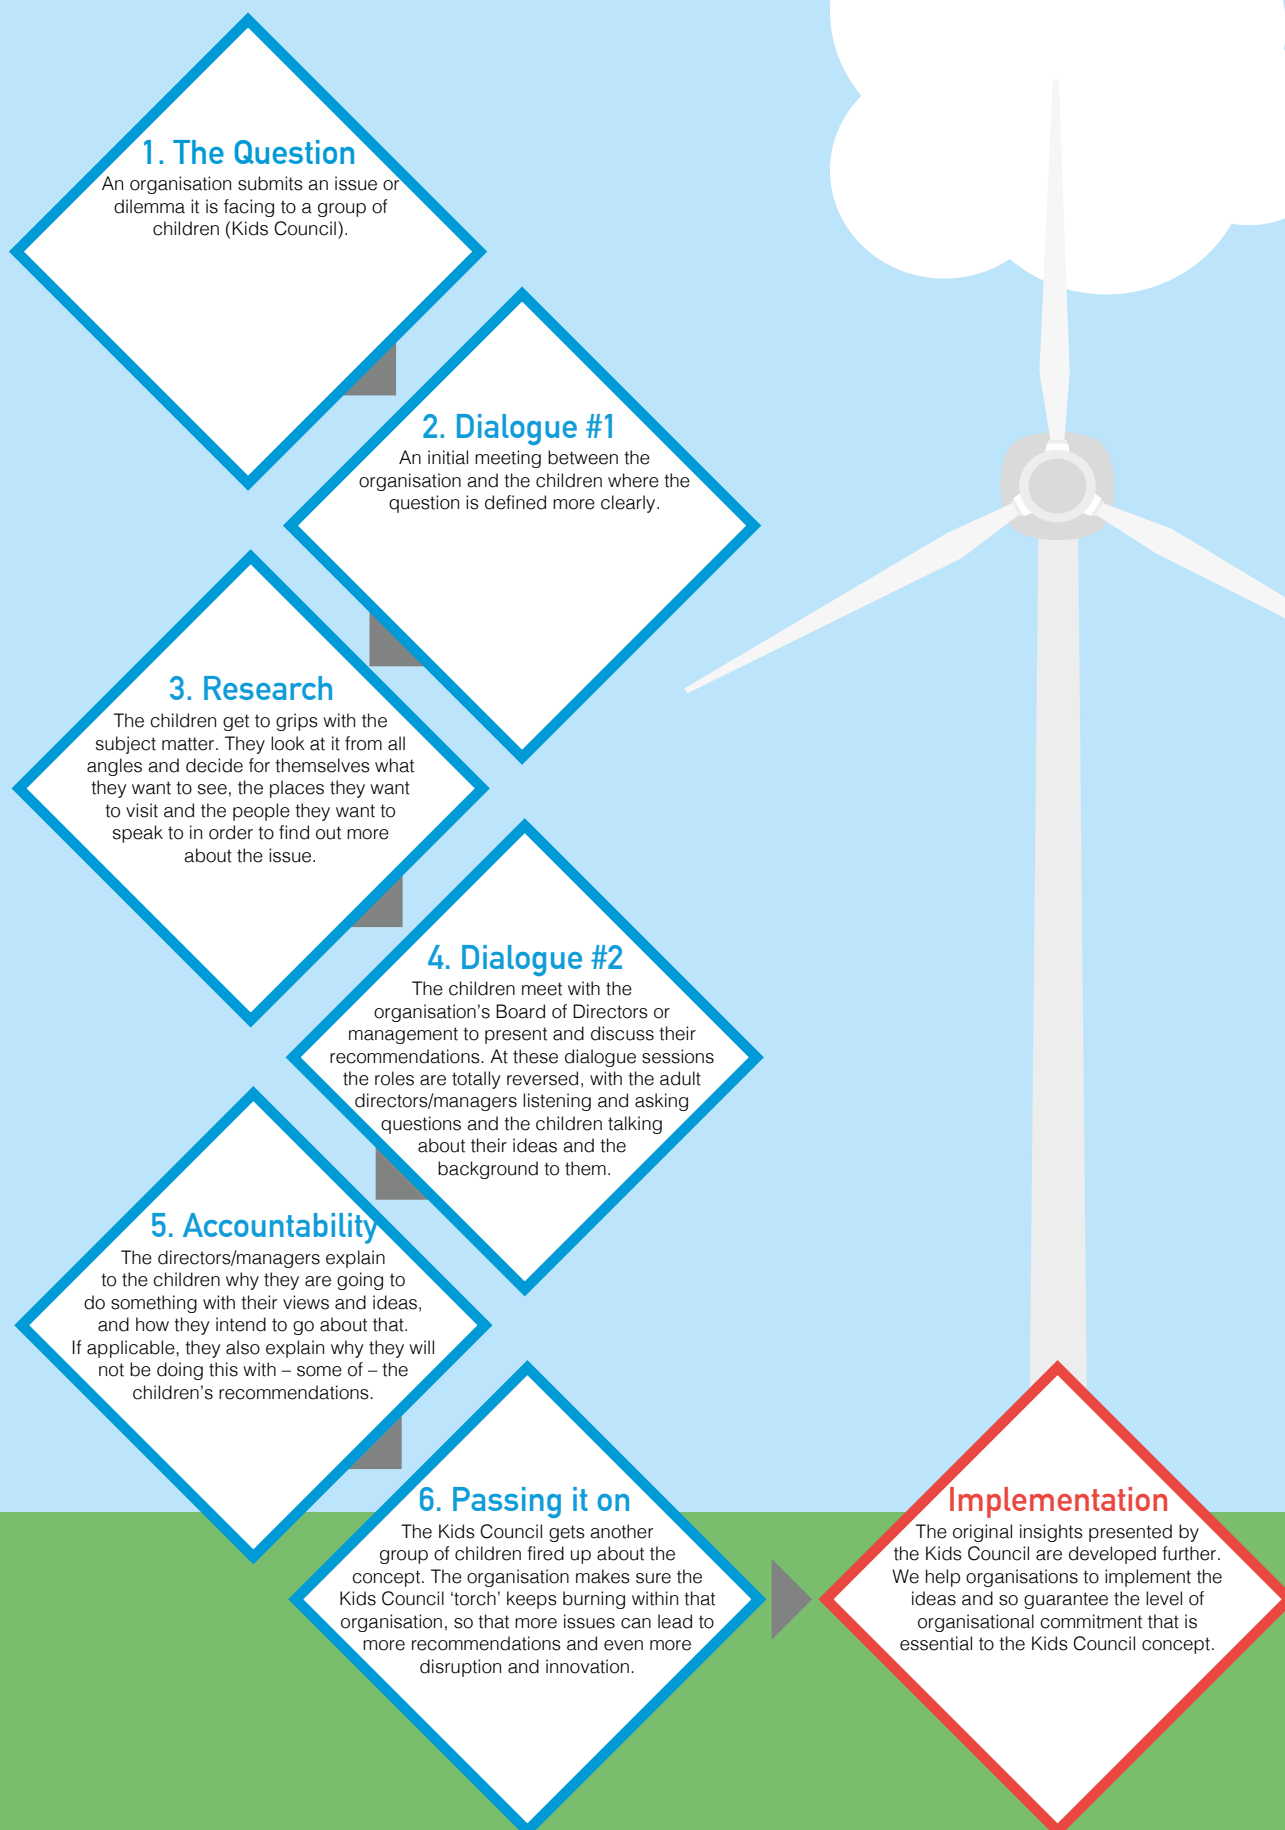 1. The Question
An organisation submits an issue or
dilemma it is facing to a group of
children (Kids Council).
2. Dialogue #1
An initial meeting between the
organisation and the children where the
question is defined more clearly.
3. Research
The children get to grips with the
subject matter. They look at it from all
angles and decide for themselves what
they want to see, the places they want
to visit and the people they want to
speak to in order to find out more
about the issue.
4. Dialogue #2
The children meet with the
organisation’s Board of Directors or
management to present and discuss their
recommendations. At these dialogue sessions
the roles are totally reversed, with the adult
directors/managers listening and asking
questions and the children talking
about their ideas and the
background to them.
5. Accountability
The directors/managers explain
to the children why they are going to
do something with their views and ideas,
and how they intend to go about that.
If applicable, they also explain why they will
not be doing this with – some of – the
children’s recommendations.
6. Passing it on
The Kids Council gets another
group of children fired up about the
concept. The organisation makes sure the
Kids Council ‘torch’ keeps burning within that
organisation, so that more issues can lead to
more recommendations and even more
disruption and innovation.
Implementation
The original insights presented by
the Kids Council are developed further.
We help organisations to implement the
ideas and so guarantee the level of
organisational commitment that is
essential to the Kids Council concept.